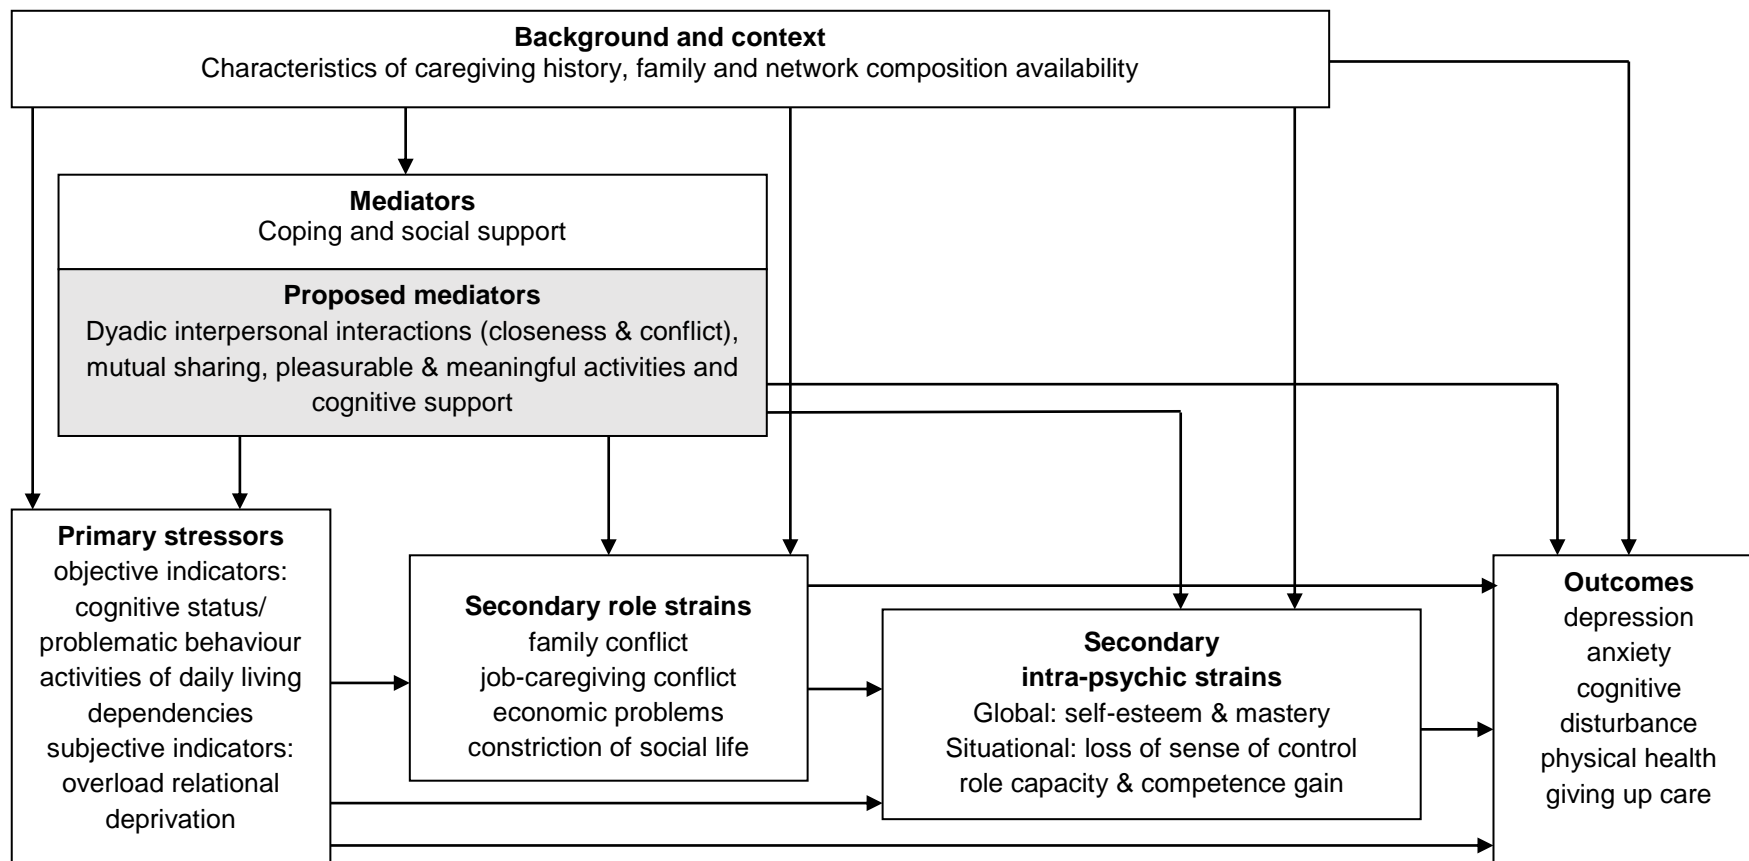 Background and context
Characteristics of caregiving history, family and network composition availability
Mediators
Coping and social support
Proposed mediators
Dyadic interpersonal interactions (closeness & conflict),
mutual sharing, pleasurable & meaningful activities and
cognitive support
Primary stressors
objective indicators:
cognitive status/
problematic behaviour
activities of daily living
dependencies
subjective indicators:
overload relational
deprivation
Secondary role strains
family conflict
job-caregiving conflict
economic problems
constriction of social life
Secondary
intra-psychic strains
Global: self-esteem & mastery
Situational: loss of sense of control
role capacity & competence gain
Outcomes
depression
anxiety
cognitive
disturbance
physical health
giving up care